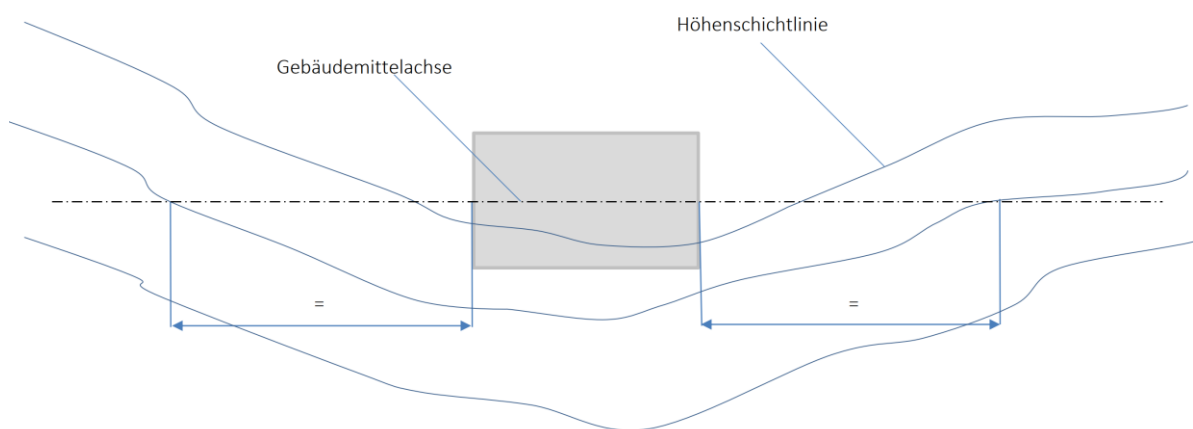 Höhenschichtlinie
Gebäudemittelachse
=
=